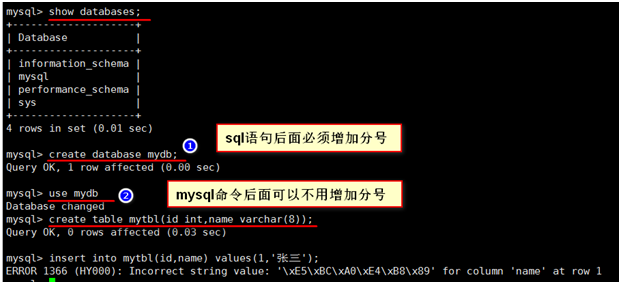 mysql> show databases;
+--------------------+
| Database           |
+--------------------+
| information_schema |
| mysql              |
| performance_schema |
| sys                |
+--------------------+
4 rows in set (0.01 sec)
sql语句后面必须增加分号
①
mysql> create database mydb;
Query OK, 1 row affected (0.00 sec)
mysql> use mydb
②
mysql命令后面可以不用增加分号
Database changed
mysql> create table mytbl(id int,name varchar(8));
Query OK, 0 rows affected (0.03 sec)
mysql> insert into mytbl(id,name) values(1,'张三');
ERROR 1366 (HY000): Incorrect string value: '\xE5\xBC\xA0\xE4\xB8\x89' for column 'name' at row 1